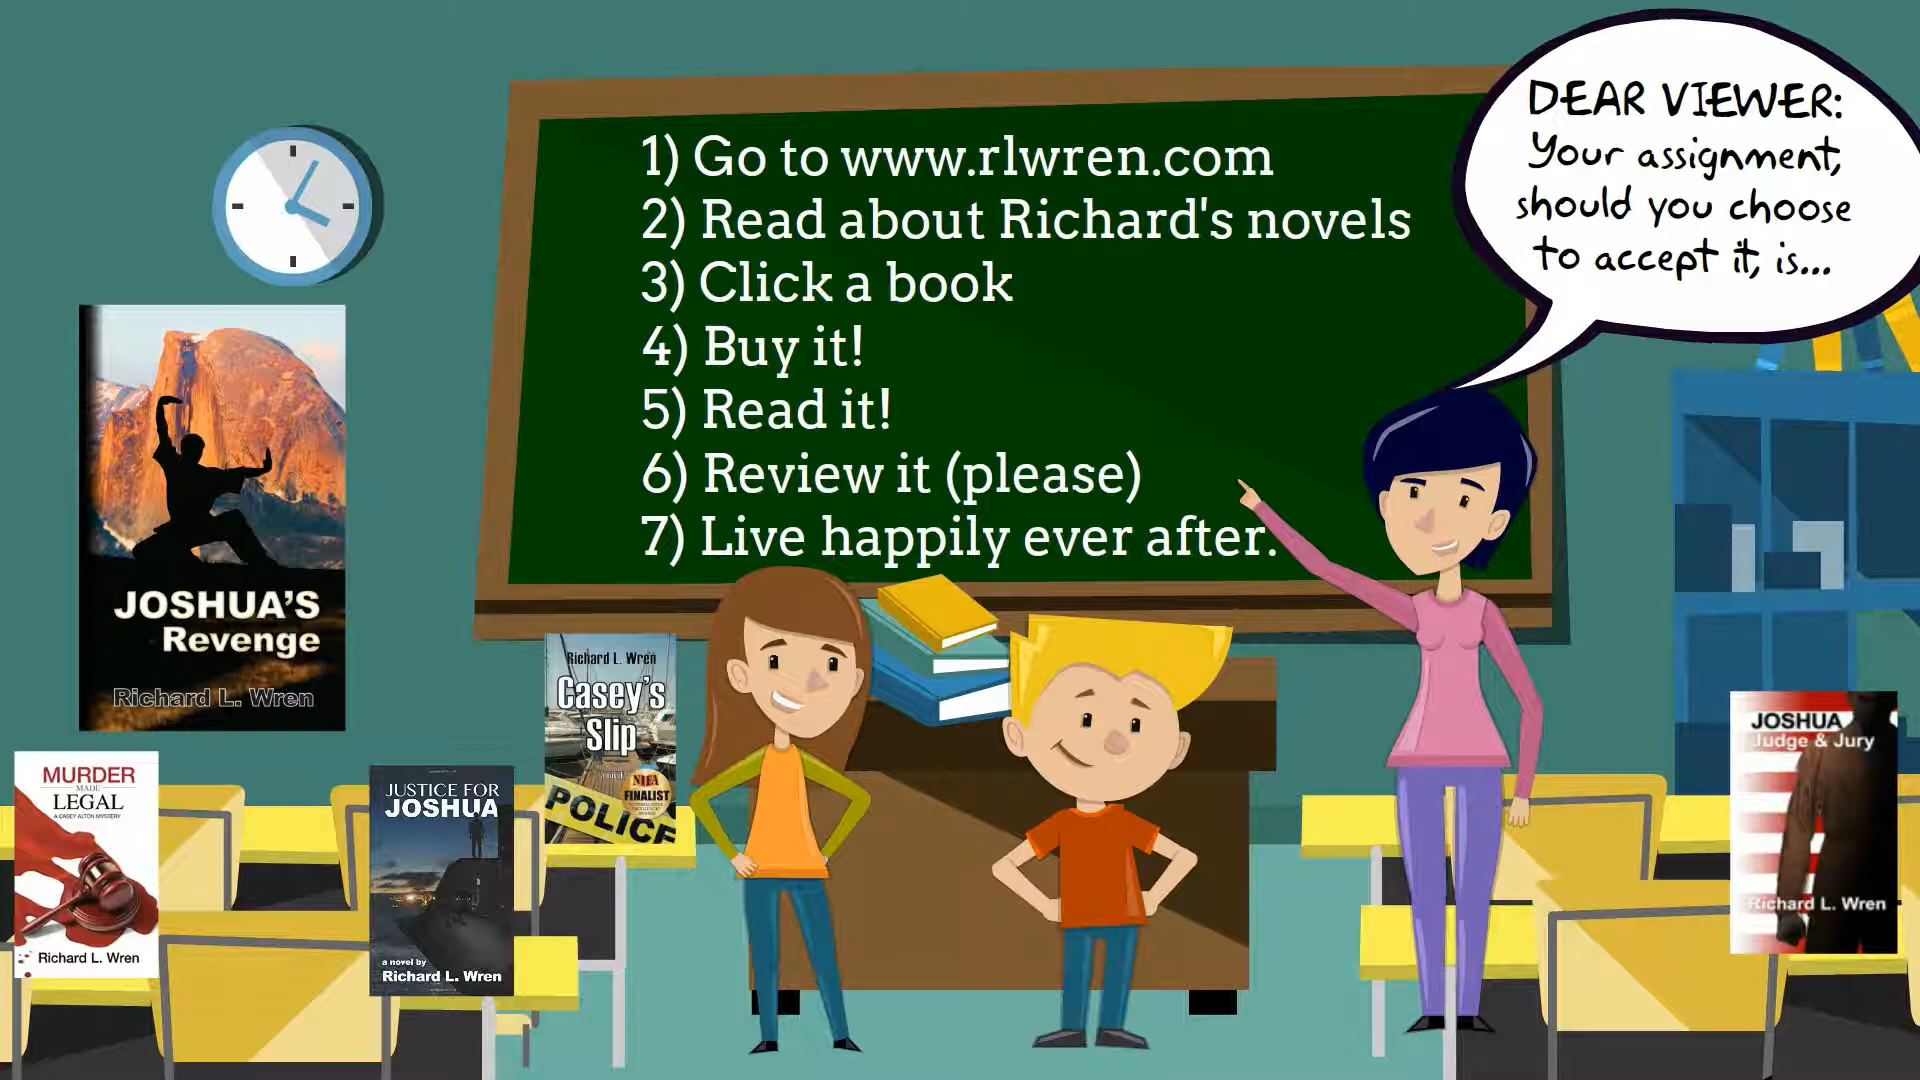 DEAR VIEWER:
Your assignment,
should you choose
to accept it, is...
1) Go to www.rlwren.com
2) Read about Richard's novels
3) Click a book
4) Buy it!
5) Read it!
6) Review it (please)
7) Live happily ever after.
JOSHUA'S
Revenge
Richard L. Wren
MURDER
MADE
LEGAL
A CASEY ALTON MYSTERY
Richard L. Wren
JUSTICE FOR
JOSHUA
a novel by
Richard L. Wren
Richard L. Wren
Casey's
Slip
a novel
FINALIST
POLICE
JOSHUA
Judge & Jury
Richard L. Wren